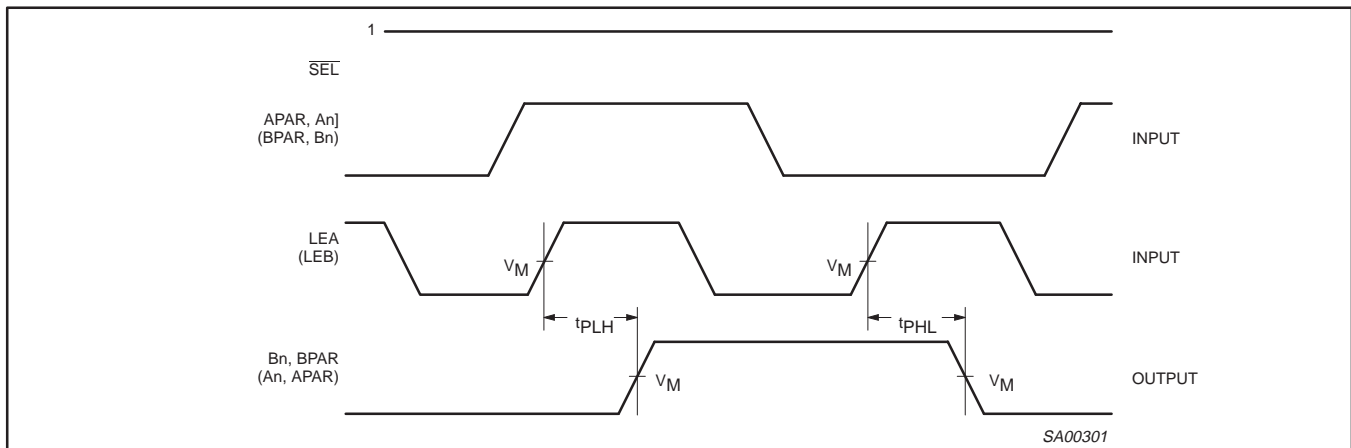 1
SEL
APAR, An]
(BPAR, Bn)
INPUT
LEA
(LEB)
VM
VM
INPUT
tPLH
tPHL
Bn, BPAR
(An, APAR)
VM
VM
OUTPUT
SA00301